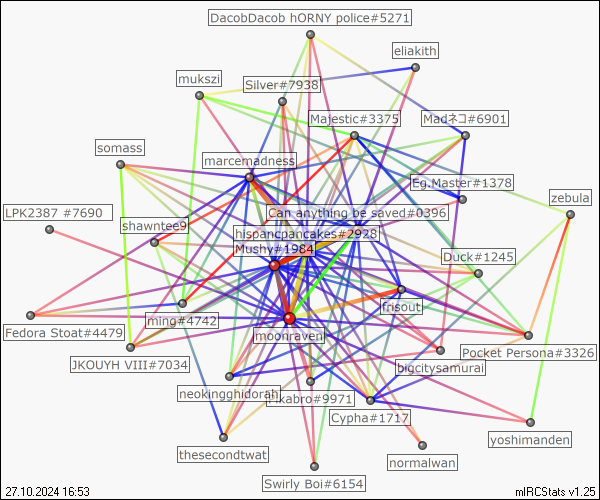 DacobDacob hORNY police#5271
eliakith
mukszi
Silver#7938
Majestic#3375
Madネコ#6901
somass
marcemadness
Eg.Master#1378
zebula
LPK2387 #7690
Can anything be saved#0396
shawntee9
hispancpancakes#2928
Mushy#1984
Duck#1245
frisout
ming#4742
Fedora Stoat#4479
moonraven
Pocket Persona#3326
JKOUYH VIII#7034
bigcitysamurai
neokingghidorah
#9971
Cypha#1717
yoshimanden
thesecondtwat
normalwan
Swirly Boi#6154
27.10.2024 16:53
mIRCStats v1.25